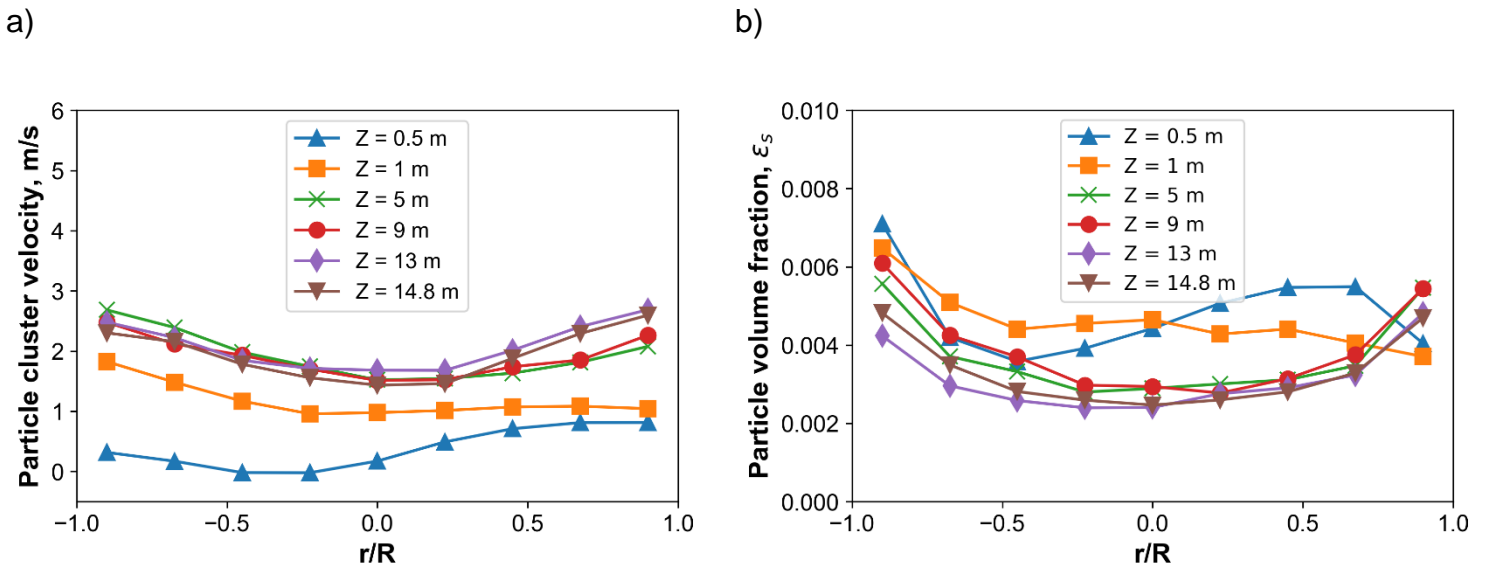 a)
Particle cluster velocity, m/s
6
5
4
3
2
1
0
Z = 0.5 m
Z = 1 m
Z = 5 m
Z = 9 m
Z = 13 m
Z = 14.8 m
−1.0
−0.5
0.0
0.5
1.0
r/R
b)
Particle volume fraction, εs
0.010
0.008
0.006
0.004
0.002
0.000
Z = 0.5 m
Z = 1 m
Z = 5 m
Z = 9 m
Z = 13 m
Z = 14.8 m
−1.0
−0.5
0.0
0.5
1.0
r/R